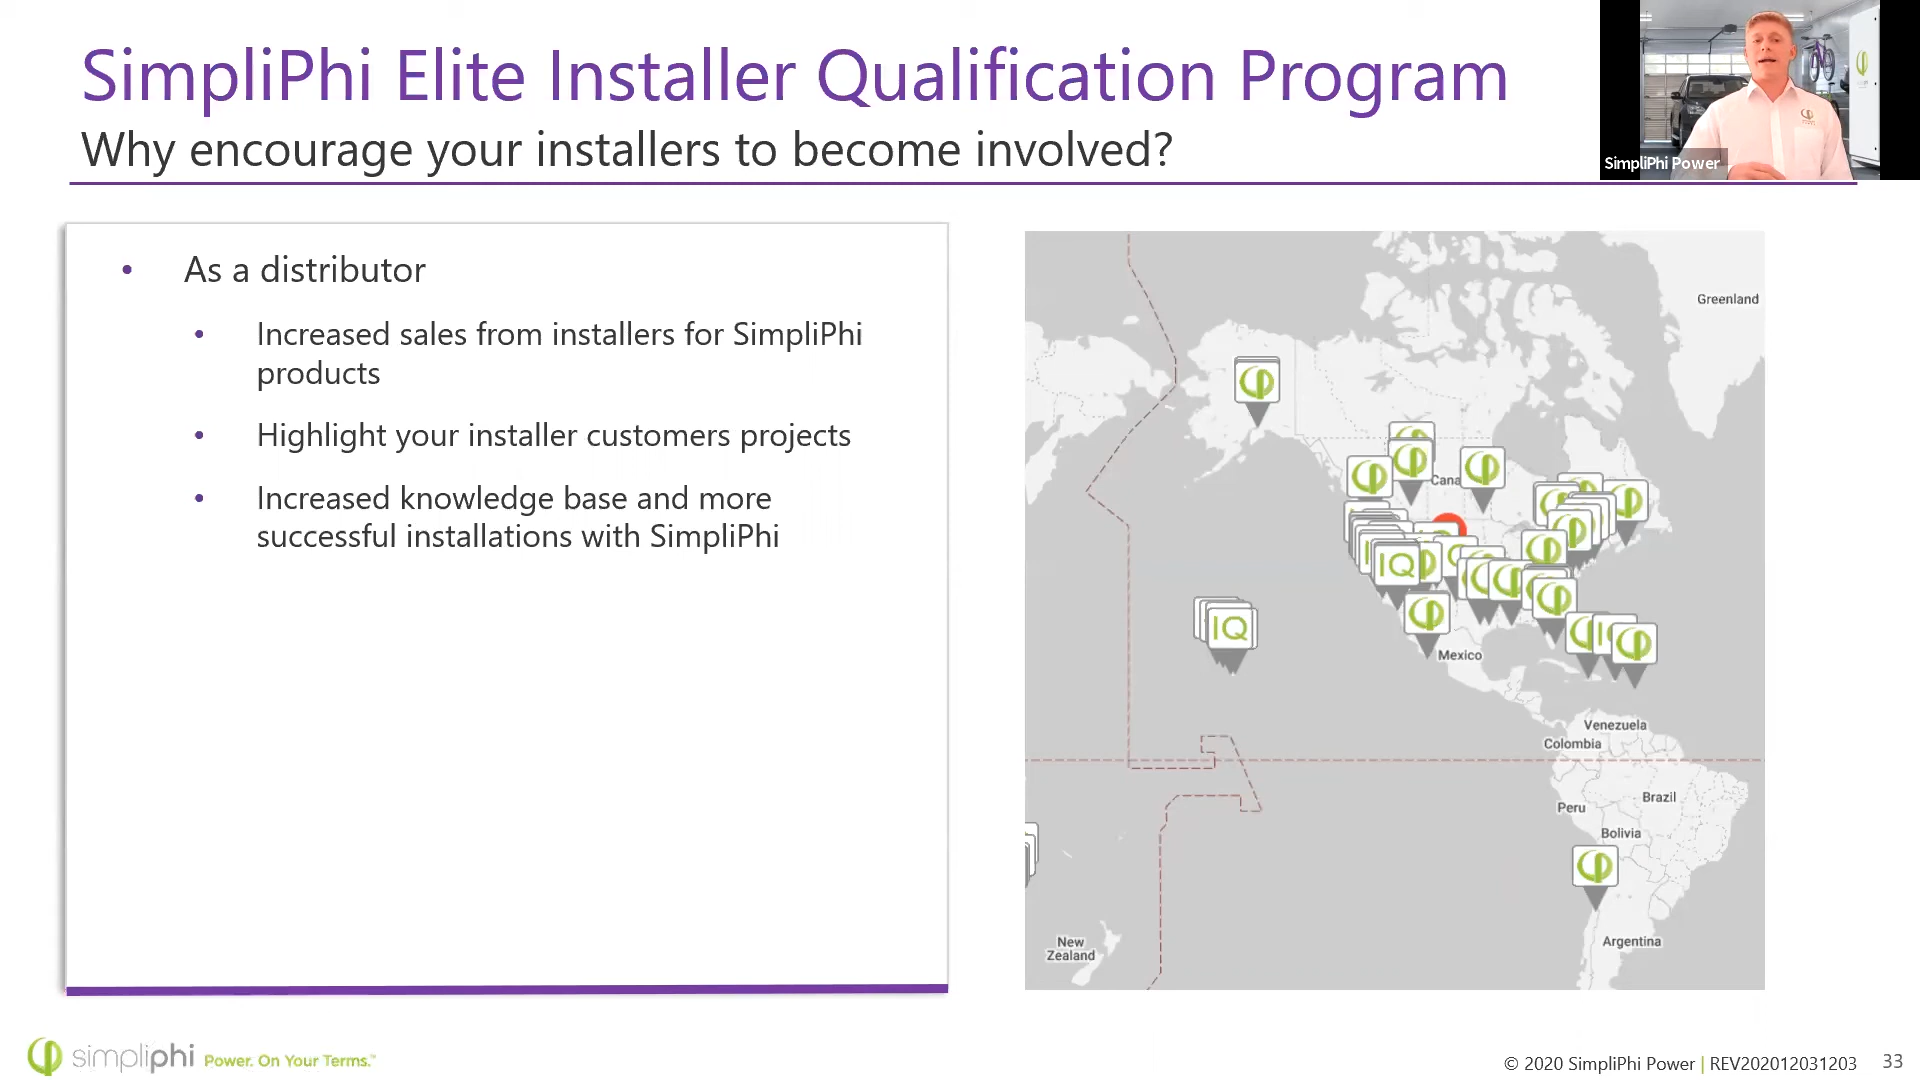 SimpliPhi Elite Installer Qualification Program
Why encourage your installers to become involved?
SimpliPhi Power
• As a distributor
• Increased sales from installers for SimpliPhi
products
• Highlight your installer customers projects
• Increased knowledge base and more
successful installations with SimpliPhi
Greenland
Cana
IQ
IQ
Mexico
Venezuela
Colombia
Brazil
Peru
Bolivia
Argentina
New
Zealand
simpliphi Power. On Your Terms.™
© 2020 SimpliPhi Power | REV202012031203 33